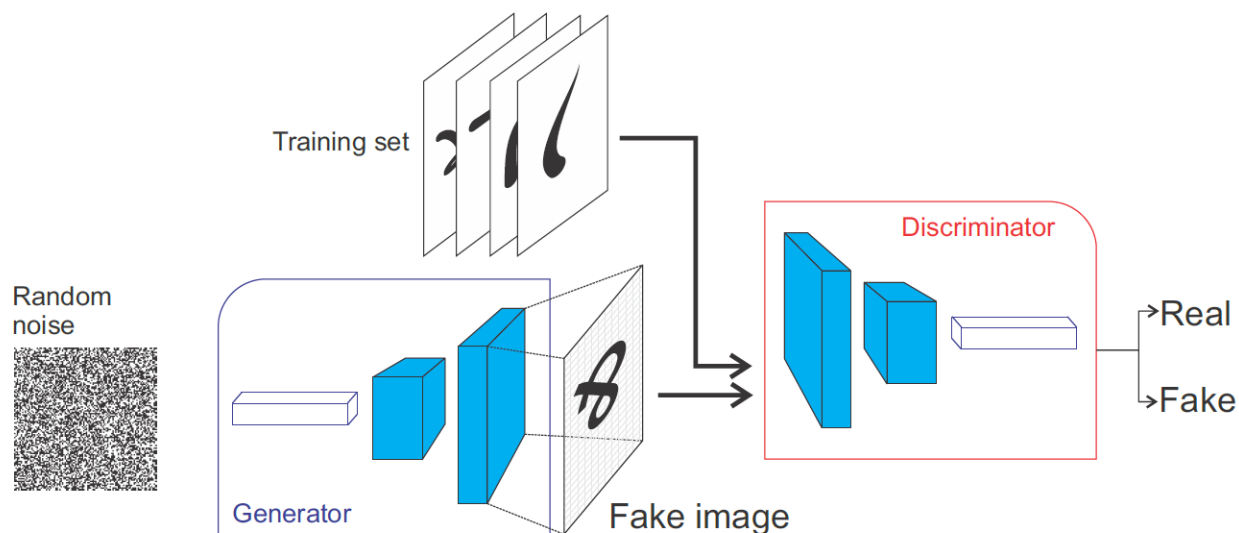 Training set
Discriminator
Random
noise
Real
Fake
Generator
Fake image